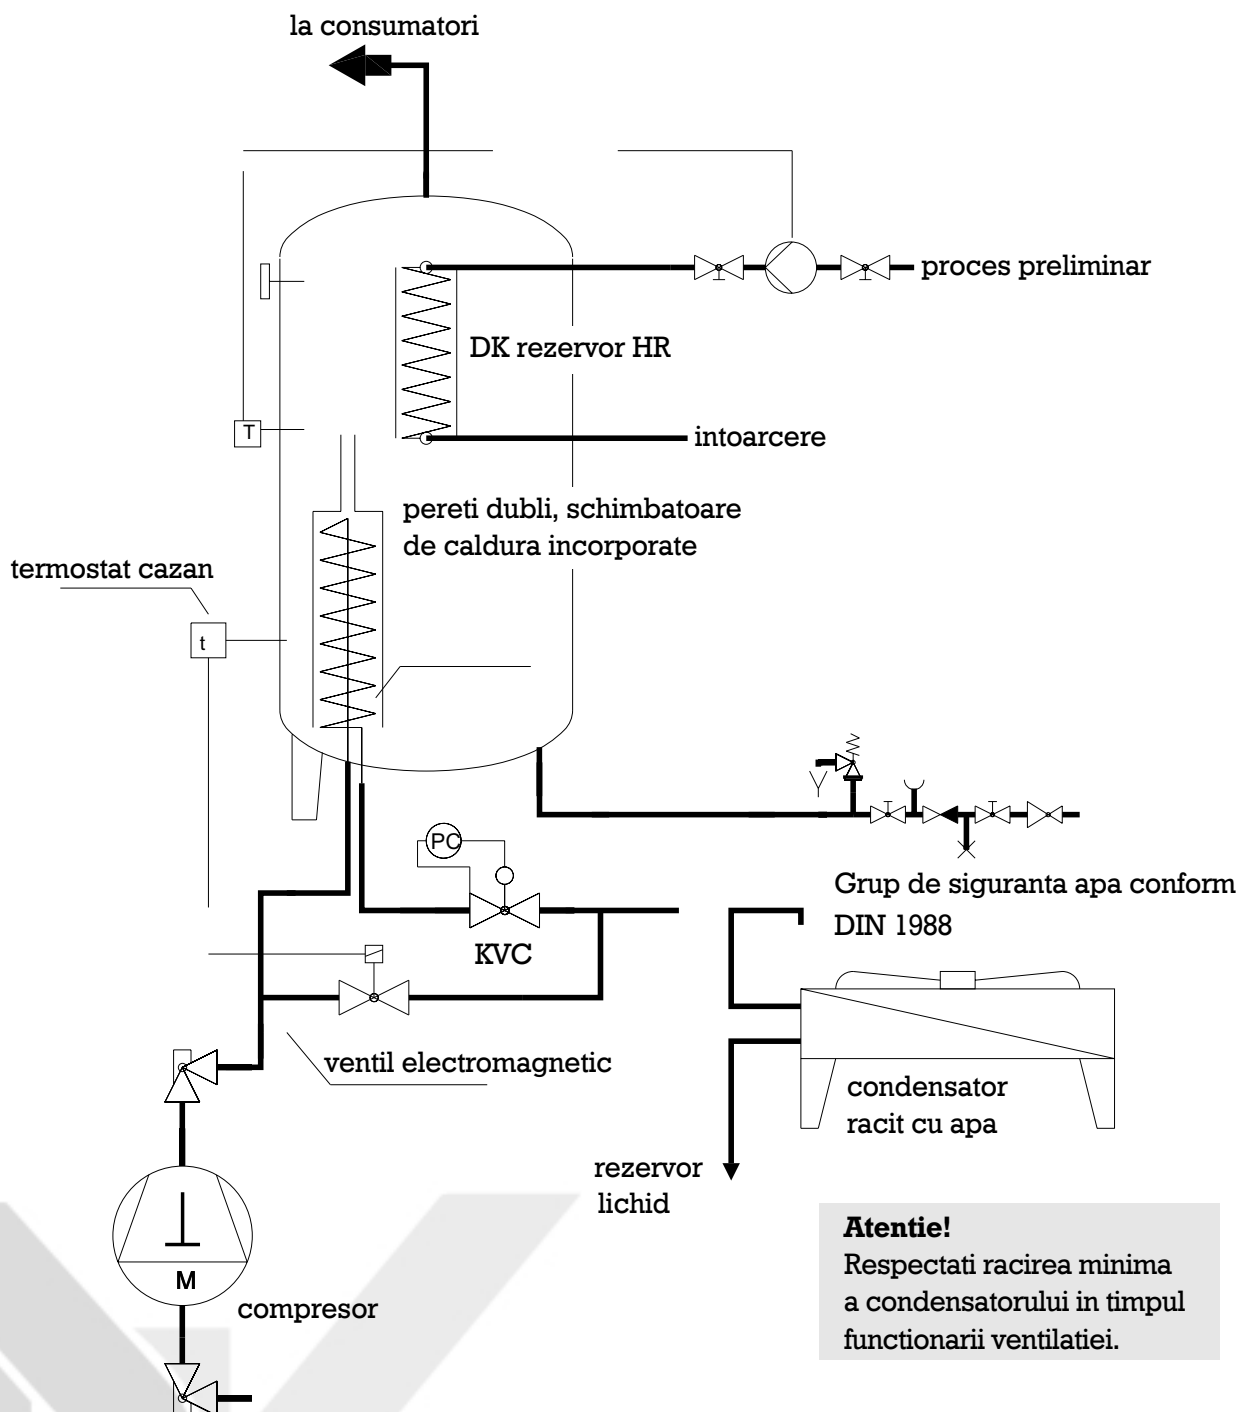 la consumatori
proces preliminar
DK rezervor HR
T
intoarcere
pereti dubli, schimbatoare
de caldura incorporate
termostat cazan
t
PC
KVC
Grup de siguranta apa conform
DIN 1988
ventil electromagnetic
condensator
racit cu apa
rezervor
lichid
M
compresor
Atentie!
Respectati racirea minima
a condensatorului in timpul
functionarii ventilatiei.